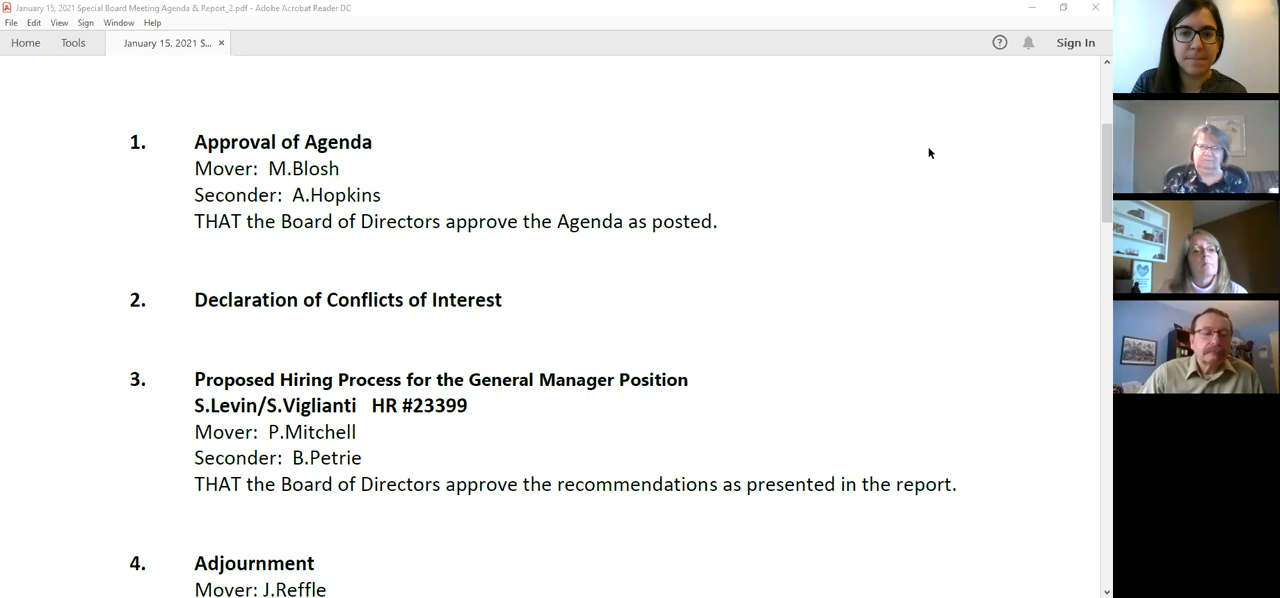 January 15, 2021 Special Board Meeting Agenda & Report_2.pdf - Adobe Acrobat Reader DC
File Edit View Sign Window Help
Home Tools January 15, 2021 S... × Sign In
1. Approval of Agenda
Mover: M.Blosh
Seconder: A.Hopkins
THAT the Board of Directors approve the Agenda as posted.
2. Declaration of Conflicts of Interest
3. Proposed Hiring Process for the General Manager Position
S.Levin/S.Viglianti HR #23399
Mover: P.Mitchell
Seconder: B.Petrie
THAT the Board of Directors approve the recommendations as presented in the report.
4. Adjournment
Mover: J.Reffle